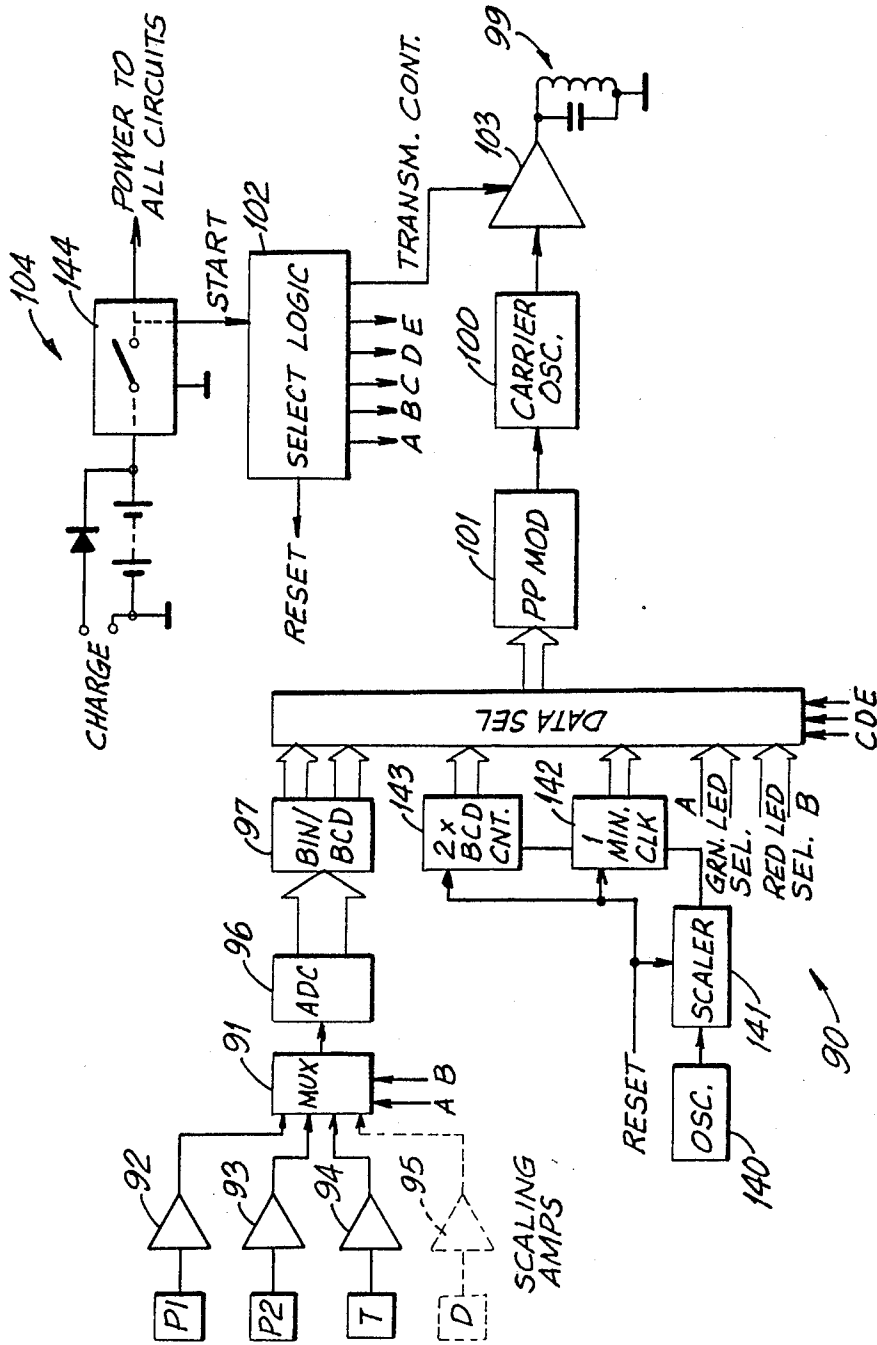 CHARGE
104
144
POWER TO
ALL CIRCUITS
START
RESET
102
SELECT LOGIC
A B C D E
TRANSM. CONT.
P1
92
P2
93
T
94
D
95
SCALING
AMPS
91
MUX
A B
96
ADC
97
BIN/
BCD
143
2x
BCD
CNT.
142
1
MIN.
CLK
A
GRN. LED
SEL.
RED LED
SEL. B
DATA SEL
CDE
101
PP MOD
100
CARRIER
OSC.
103
99
RESET
OSC.
140
SCALER
141
90